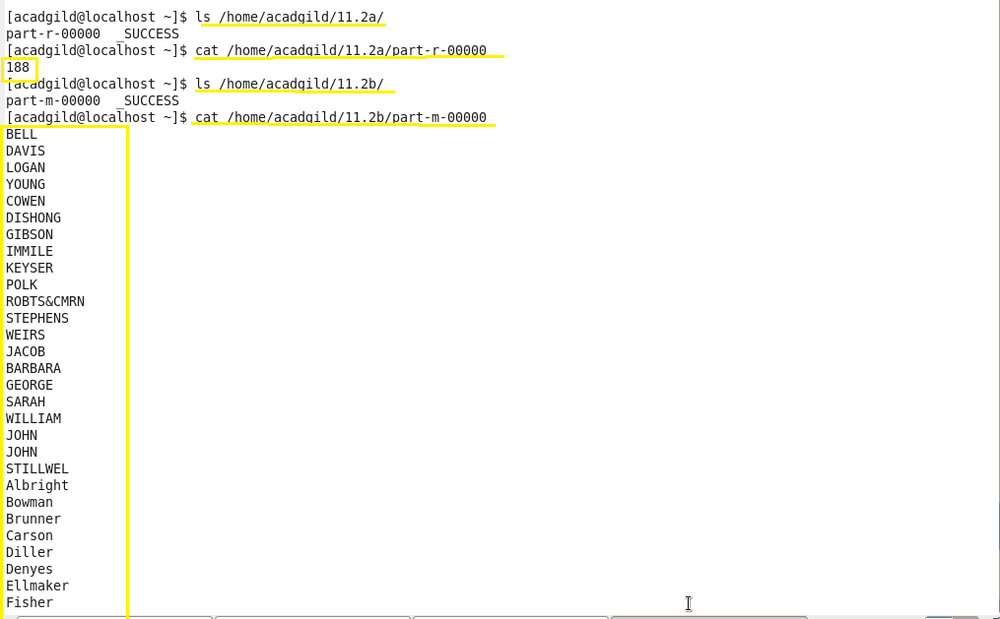 [acadgild@localhost ~]$ ls /home/acadgild/11.2a/
part-r-00000  _SUCCESS
[acadgild@localhost ~]$ cat /home/acadgild/11.2a/part-r-00000
188
[acadgild@localhost ~]$ ls /home/acadgild/11.2b/
part-m-00000  _SUCCESS
[acadgild@localhost ~]$ cat /home/acadgild/11.2b/part-m-00000
BELL
DAVIS
LOGAN
YOUNG
COWEN
DISHONG
GIBSON
IMMILE
KEYSER
POLK
ROBTS&CMRN
STEPHENS
WEIRS
JACOB
BARBARA
GEORGE
SARAH
WILLIAM
JOHN
JOHN
STILLWEL
Albright
Bowman
Brunner
Carson
Diller
Denyes
Ellmaker
Fisher